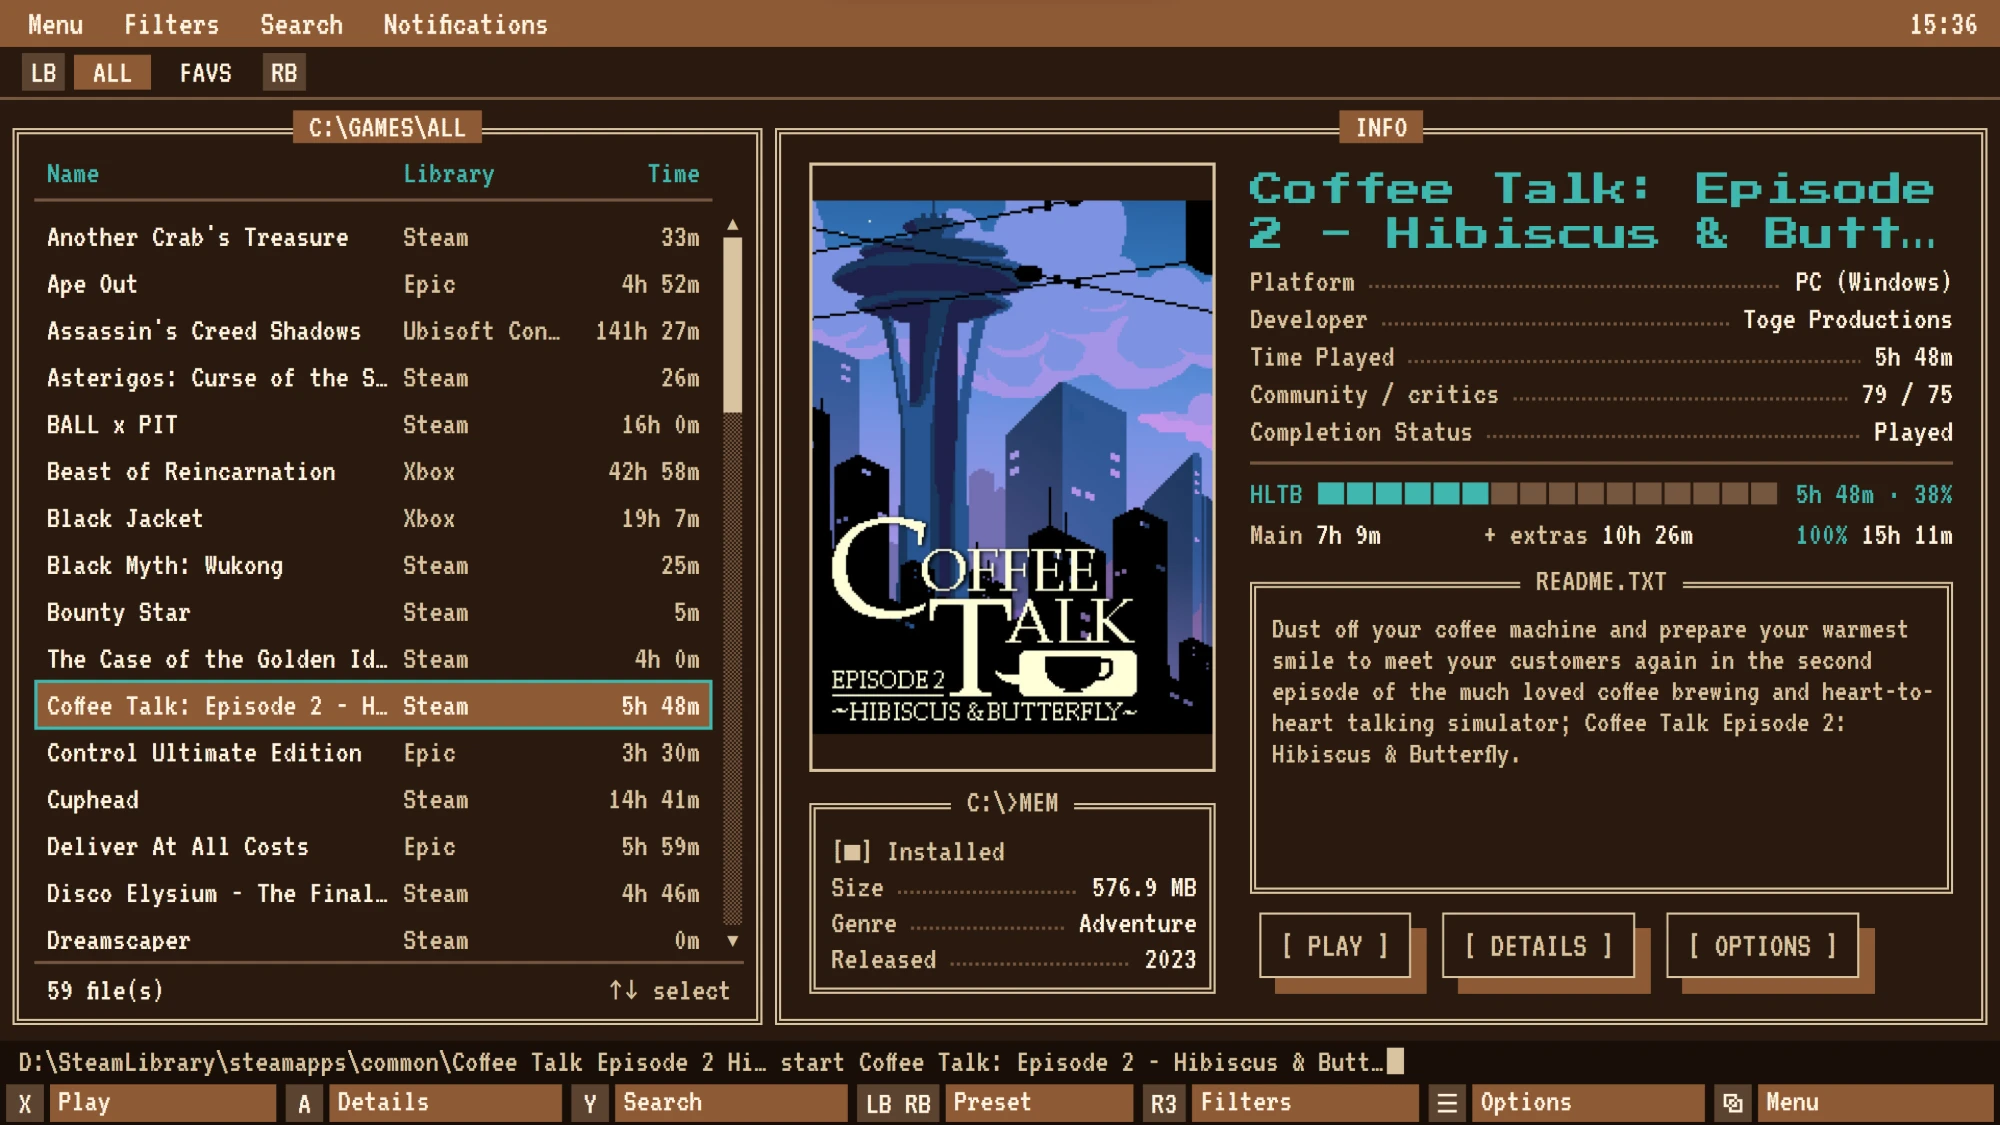 Menu Filters Search Notifications 15:36
LB ALL FAVS RB
C:\GAMES\ALL
Name Library Time
Another Crab's Treasure Steam 33m
Ape Out Epic 4h 52m
Assassin's Creed Shadows Ubisoft Con… 141h 27m
Asterigos: Curse of the S… Steam 26m
BALL x PIT Steam 16h 0m
Beast of Reincarnation Xbox 42h 58m
Black Jacket Xbox 19h 7m
Black Myth: Wukong Steam 25m
Bounty Star Steam 5m
The Case of the Golden Id… Steam 4h 0m
Coffee Talk: Episode 2 - H… Steam 5h 48m
Control Ultimate Edition Epic 3h 30m
Cuphead Steam 14h 41m
Deliver At All Costs Epic 5h 59m
Disco Elysium - The Final… Steam 4h 46m
Dreamscaper Steam 0m
59 file(s) ↑↓ select
INFO
COFFEE
TALK
EPISODE 2
~HIBISCUS & BUTTERFLY~
C:\>MEM
[■] Installed
Size 576.9 MB
Genre Adventure
Released 2023
Coffee Talk: Episode
2 - Hibiscus & Butt…
Platform PC (Windows)
Developer Toge Productions
Time Played 5h 48m
Community / critics 79 / 75
Completion Status Played
HLTB 5h 48m · 38%
Main 7h 9m + extras 10h 26m 100% 15h 11m
README.TXT
Dust off your coffee machine and prepare your warmest
smile to meet your customers again in the second
episode of the much loved coffee brewing and heart-to-
heart talking simulator; Coffee Talk Episode 2:
Hibiscus & Butterfly.
[ PLAY ] [ DETAILS ] [ OPTIONS ]
D:\SteamLibrary\steamapps\common\Coffee Talk Episode 2 Hi… start Coffee Talk: Episode 2 - Hibiscus & Butt…
X Play A Details Y Search LB RB Preset R3 Filters ☰ Options Menu